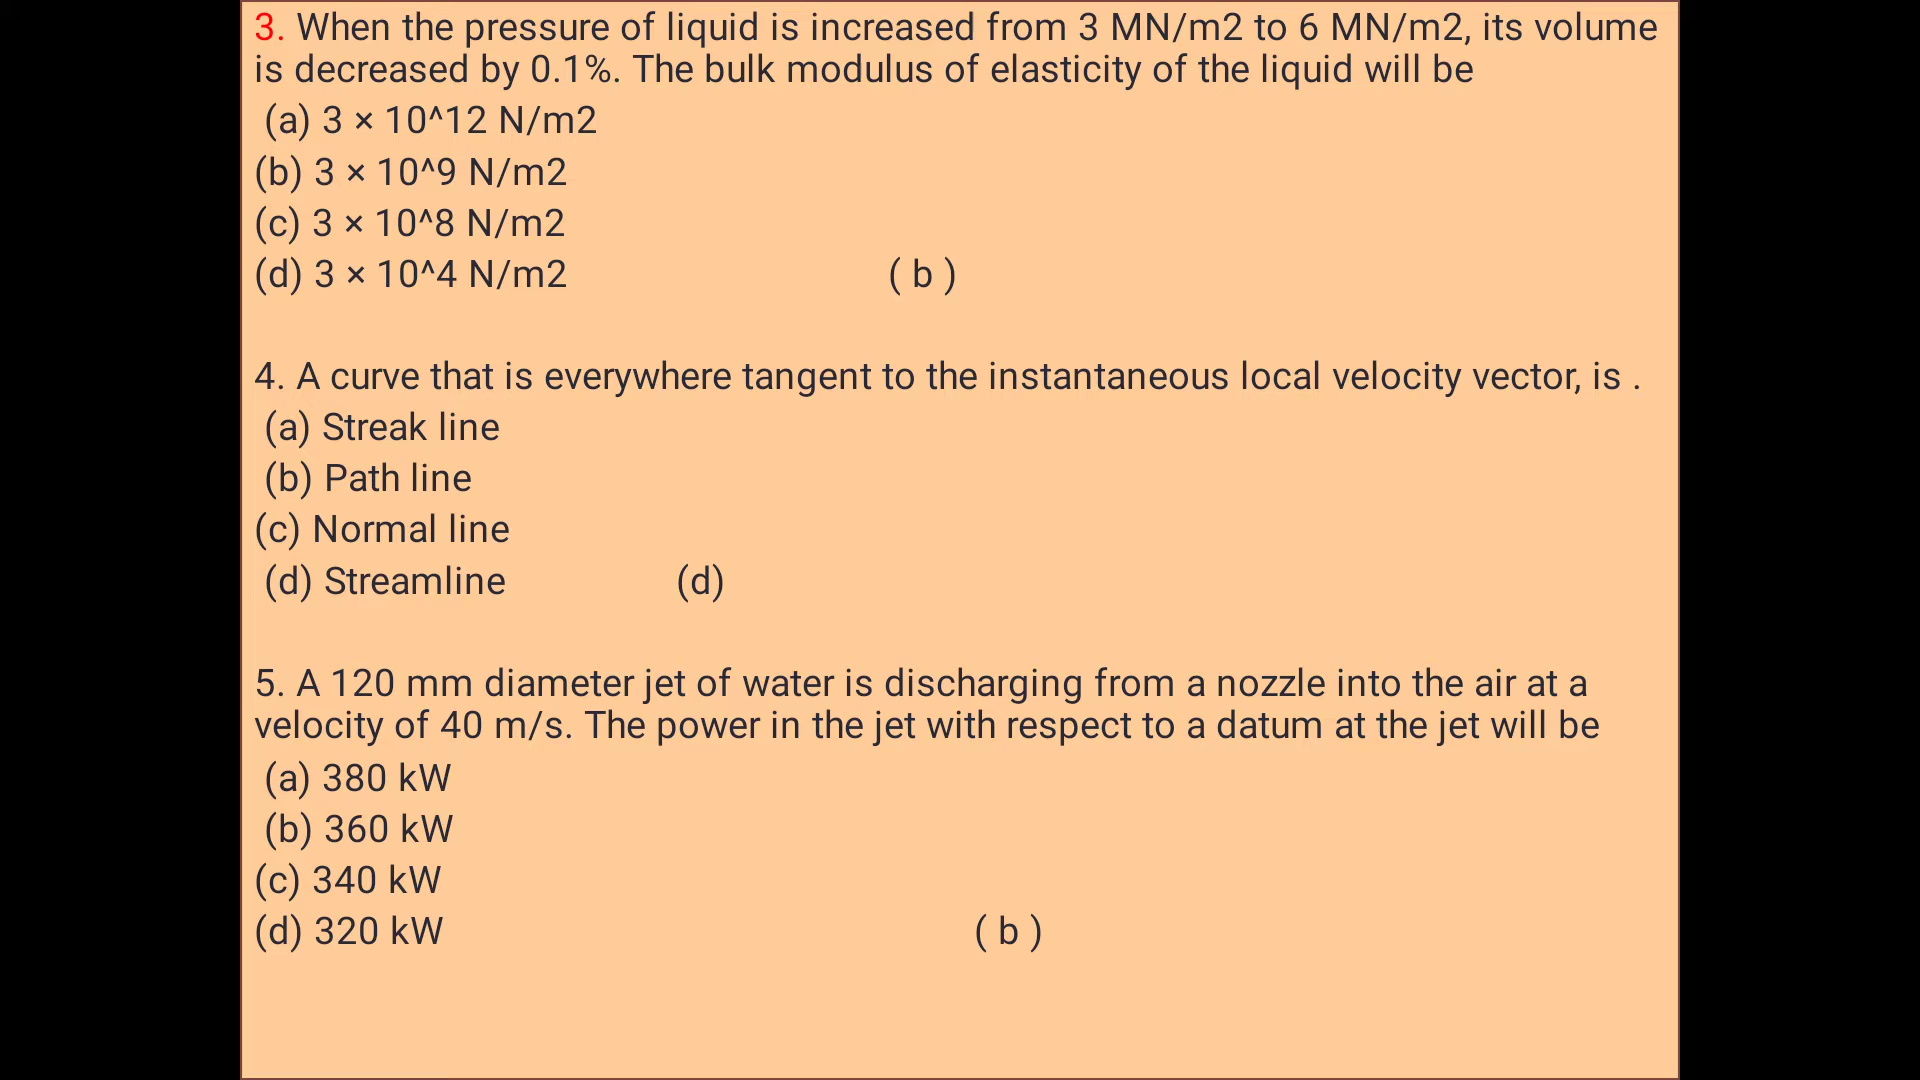 3. When the pressure of liquid is increased from 3 MN/m2 to 6 MN/m2, its volume
is decreased by 0.1%. The bulk modulus of elasticity of the liquid will be
(a) 3 × 10^12 N/m2
(b) 3 × 10^9 N/m2
(c) 3 × 10^8 N/m2
(d) 3 × 10^4 N/m2 ( b )
4. A curve that is everywhere tangent to the instantaneous local velocity vector, is .
(a) Streak line
(b) Path line
(c) Normal line
(d) Streamline (d)
5. A 120 mm diameter jet of water is discharging from a nozzle into the air at a
velocity of 40 m/s. The power in the jet with respect to a datum at the jet will be
(a) 380 kW
(b) 360 kW
(c) 340 kW
(d) 320 kW ( b )